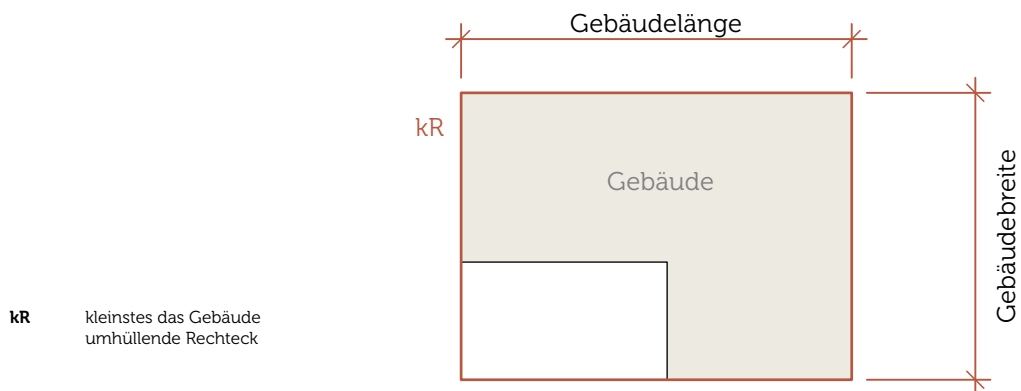 Gebäudelänge
kR
Gebäude
Gebäudebreite
kR kleinstes das Gebäude
umhüllende Rechteck